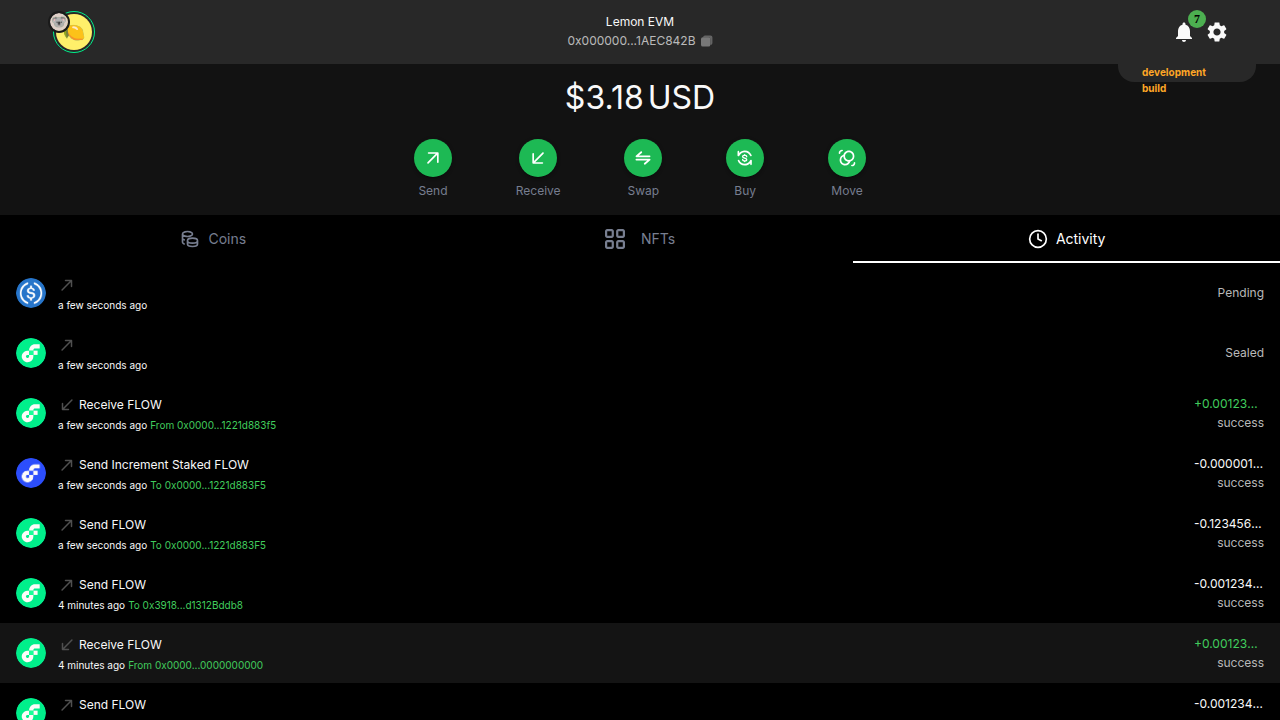 Lemon EVM
0x000000...1AEC842B
7
development
build
$3.18 USD
Send
Receive
Swap
Buy
Move
Coins
NFTs
Activity
a few seconds ago
Pending
a few seconds ago
Sealed
Receive FLOW
+0.00123...
a few seconds ago From 0x0000...1221d883f5
success
Send Increment Staked FLOW
-0.000001...
a few seconds ago To 0x0000...1221d883F5
success
Send FLOW
-0.123456...
a few seconds ago To 0x0000...1221d883F5
success
Send FLOW
-0.001234...
4 minutes ago To 0x3918...d1312Bddb8
success
Receive FLOW
+0.00123...
4 minutes ago From 0x0000...0000000000
success
Send FLOW
-0.001234...